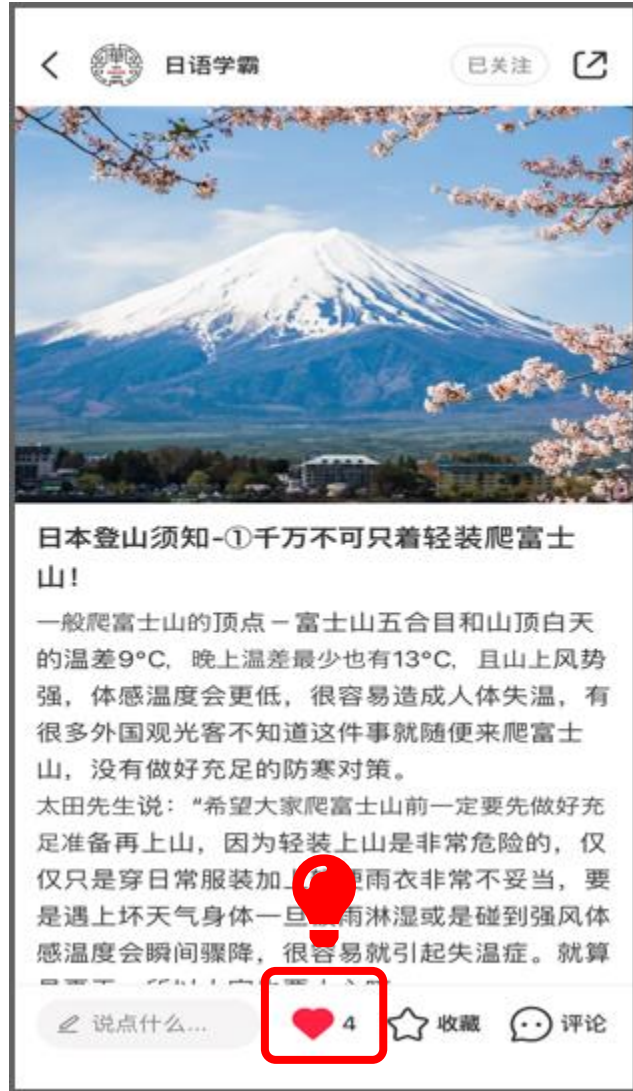 日语学霸
已关注
日本登山须知-①千万不可只着轻装爬富士
山！
一般爬富士山的顶点－富士山五合目和山顶白天
的温差9°C，晚上温差最少也有13°C，且山上风势
强，体感温度会更低，很容易造成人体失温，有
很多外国观光客不知道这件事就随便来爬富士
山，没有做好充足的防寒对策。
太田先生说：“希望大家爬富士山前一定要先做好充
足准备再上山，因为轻装上山是非常危险的，仅
仅只是穿日常服装加上 雨衣非常不妥当，要
是遇上坏天气身体一旦 雨淋湿或是碰到强风体
感温度会瞬间骤降，很容易就引起失温症。就算
说点什么...
4
收藏
评论